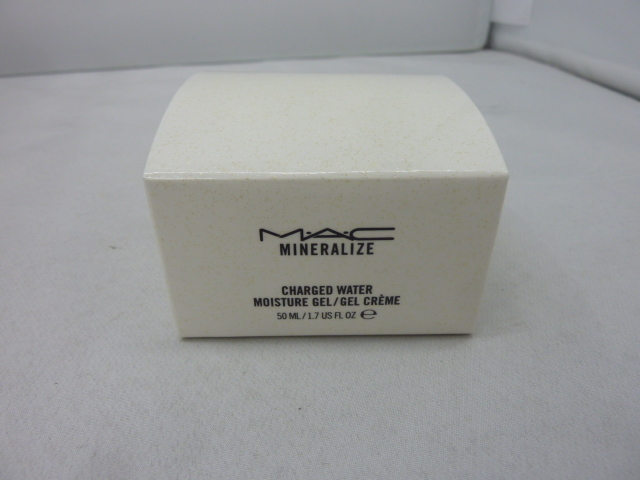 M·A·C
MINERALIZE
CHARGED WATER
MOISTURE GEL/GEL CRÈME
50 ML/1.7 US FL OZ ℮